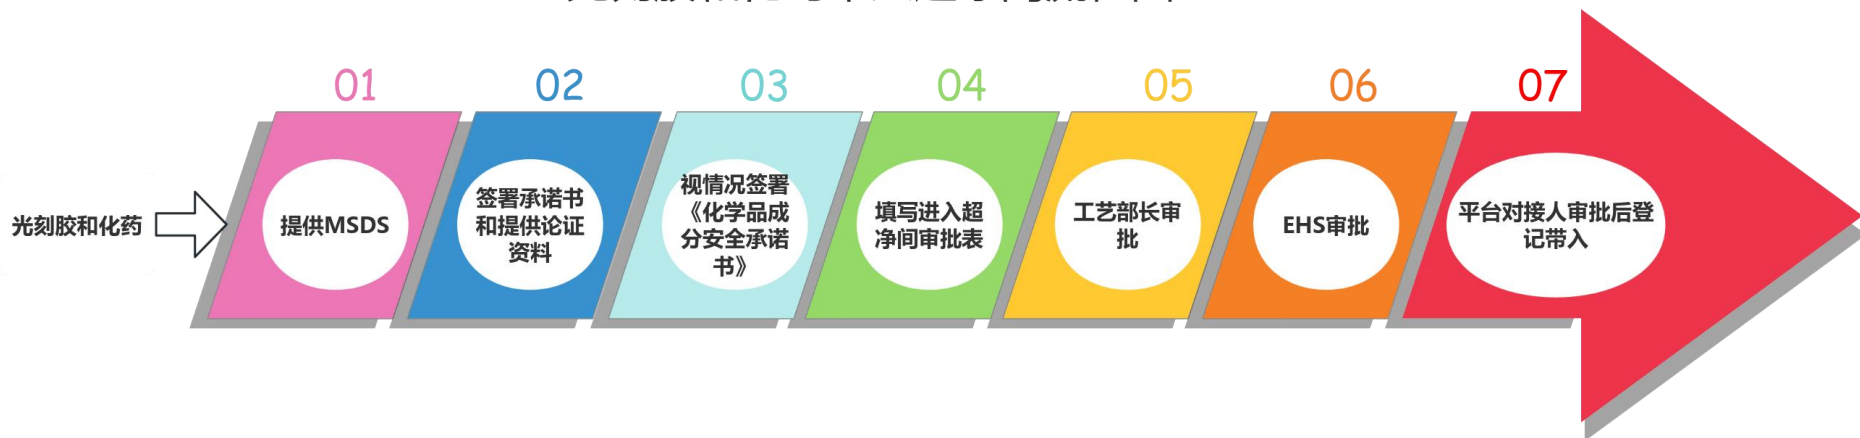 01
02
03
04
05
06
07
光刻胶和化药
提供MSDS
签署承诺书
和提供论证
资料
视情况签署
《化学品成
分安全承诺
书》
填写进入超
净间审批表
工艺部长审
批
EHS审批
平台对接人审批后登
记带入